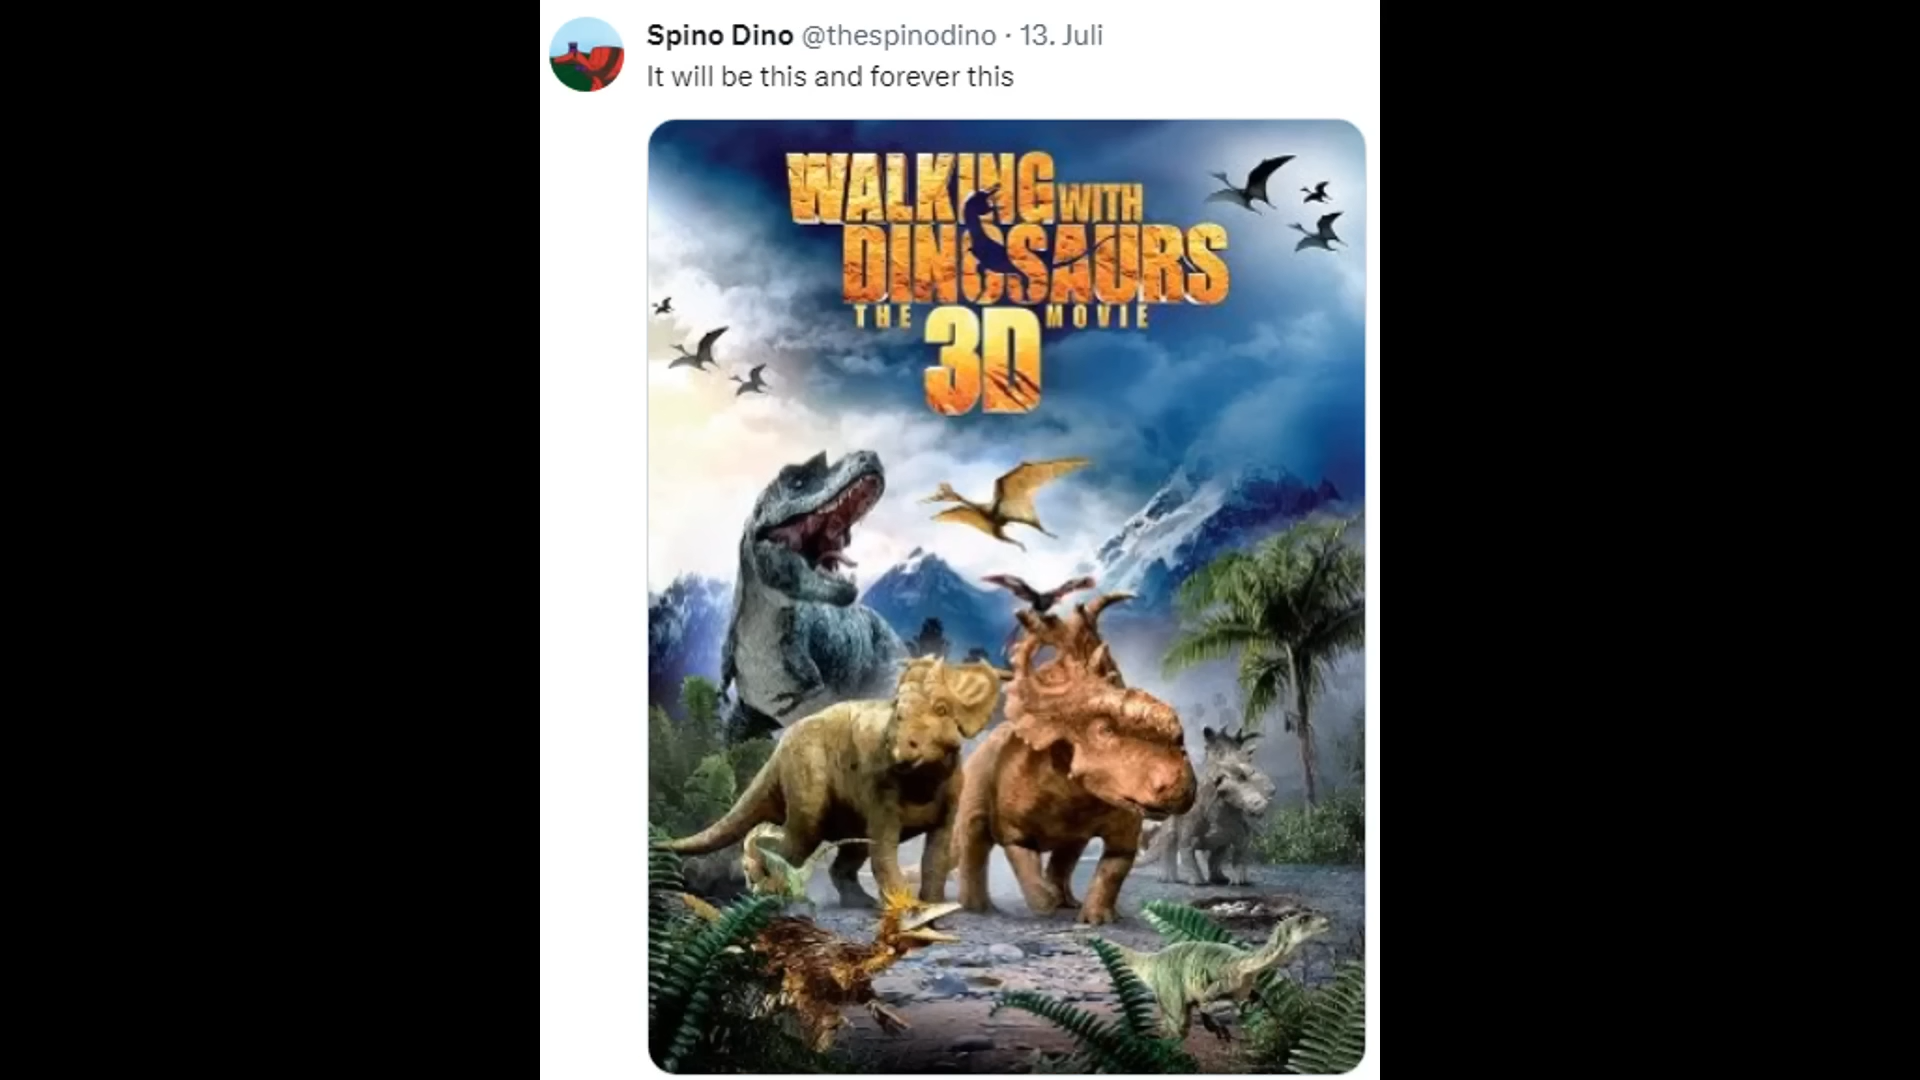 Spino Dino @thespinodino · 13. Juli
It will be this and forever this
WALKING WITH
DINOSAURS
THE 3D MOVIE